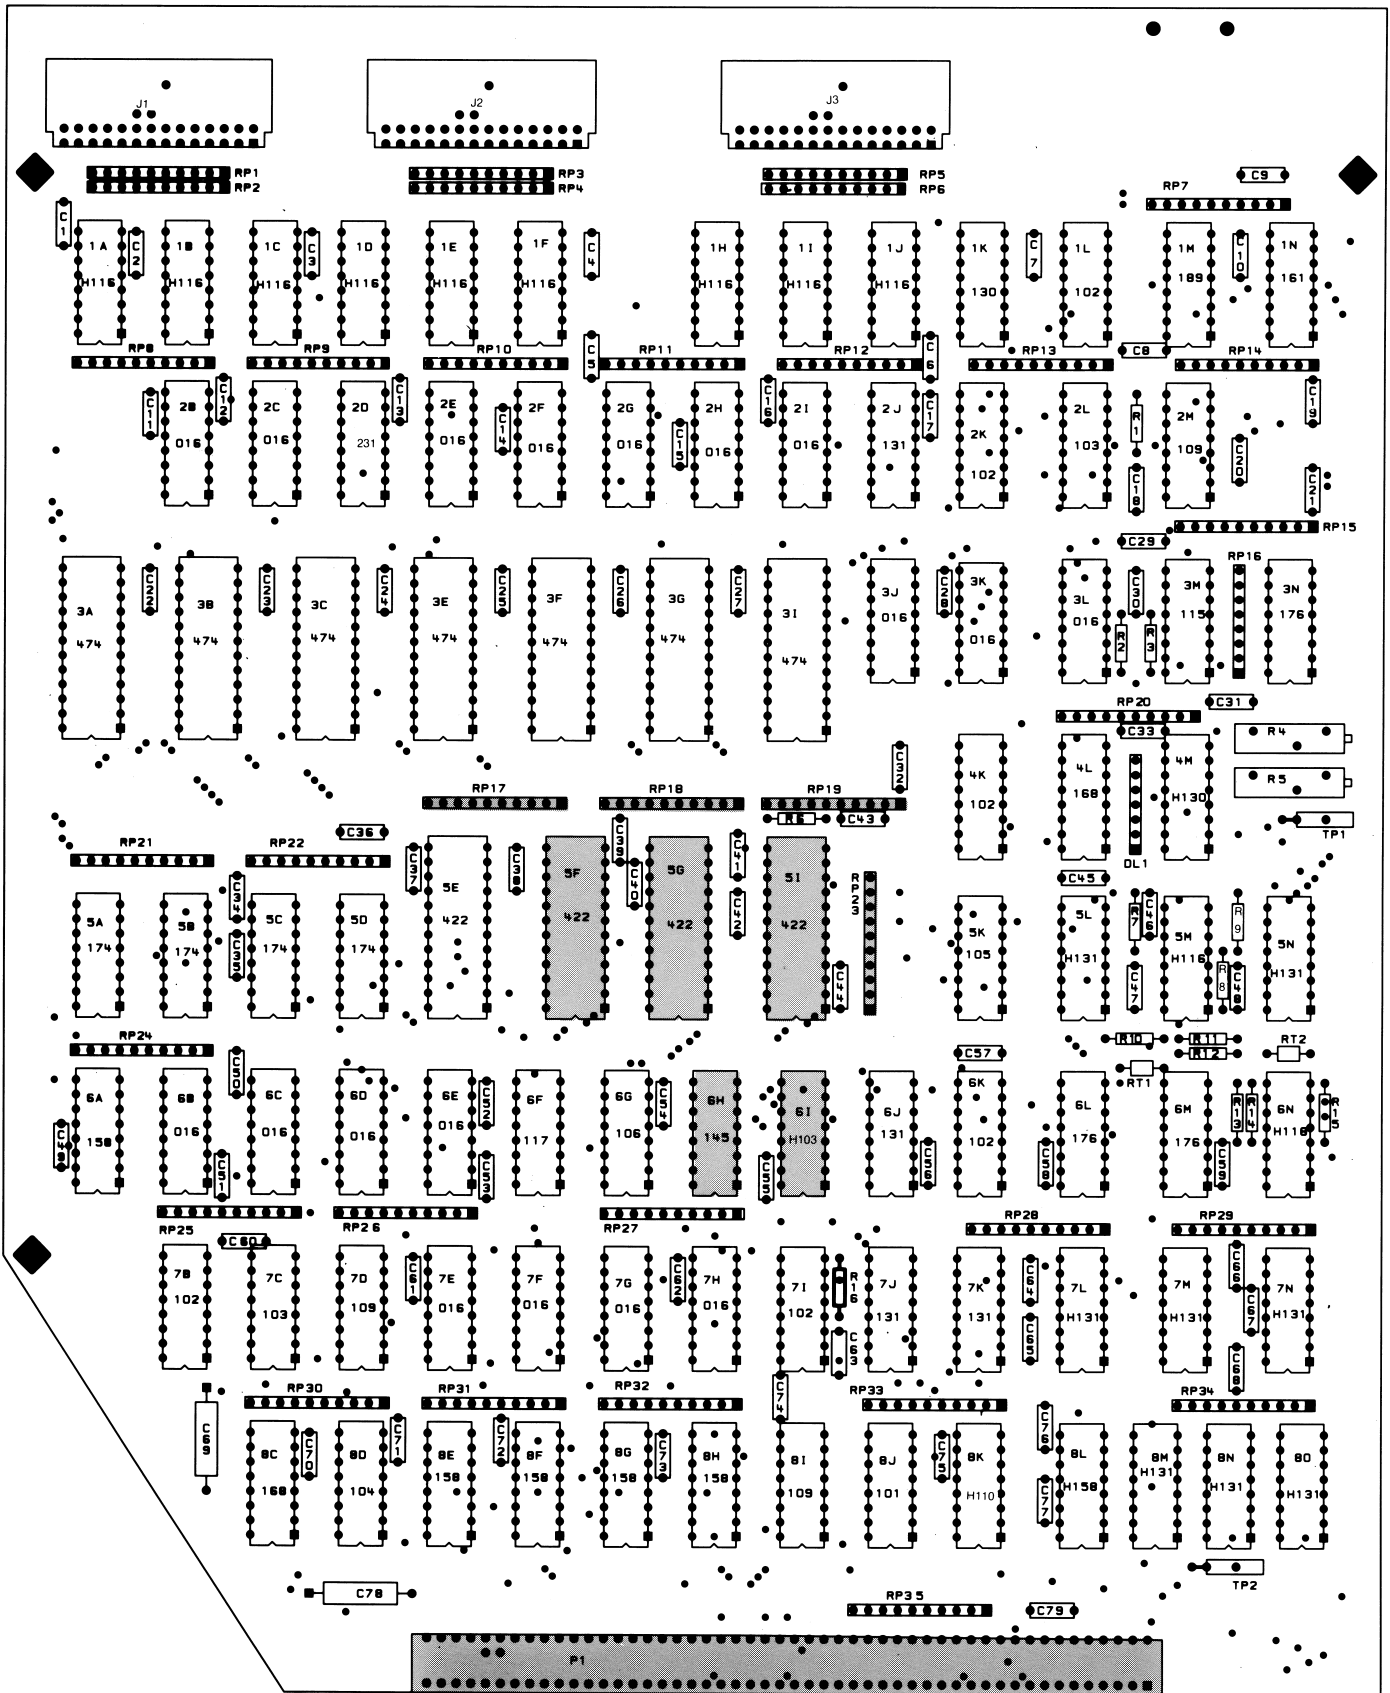 J1 J2 J3
RP1 RP3 RP5 C9
RP2 RP4 RP6 RP7
C1 C2 C3 C4 C7 C10
1A 1B 1C 1D 1E 1F 1H 1I 1J 1K 1L 1M 1N
H116 H116 H116 H116 H116 H116 H116 H116 H116 130 102 189 161
RP8 RP9 RP10 C5 RP11 RP12 C6 RP13 C8 RP14
C11 C12 C13 C14 C15 C16 C17 R1 C18 C20 C19 C21
2B 2C 2D 2E 2F 2G 2H 2I 2J 2K 2L 2M
016 016 231 016 016 016 016 016 131 102 103 109
RP15
C29 RP16
C22 C23 C24 C25 C26 C27 C28 C30
3A 3B 3C 3E 3F 3G 3I 3J 3K 3L 3M 3N
474 474 474 474 474 474 474 016 016 016 R2 R3 115 176
RP20 C31
C33 R4
C32 4K 4L 4M R5
102 168 H130
RP17 RP18 RP19
R6 C43 TP1
RP21 RP22 C36 C39 C41 DL1
C34 C37 C38 C40 C42 RP23 C45
5A 5B 5C 5D 5E 5F 5G 5I 5K 5L R7 C46 5M R9 5N
174 174 174 174 422 422 422 422 105 H131 H116 H131
C35 C44 C47 R8 C48
RP24 R10 R11 RT2
C50 C57 R12
RT1
6A 6B 6C 6D 6E C52 6F 6G C54 6H 6I 6J 6K 6L 6M R13 R14 6N R15
158 016 016 016 016 117 106 145 H103 131 102 176 176 H116
C49 C51 C53 C55 C56 C58 C59
RP25 RP26 RP27 RP28 RP29
C60
7B 7C 7D C61 7E 7F 7G C62 7H 7I R16 7J 7K C64 7L 7M C66 7N
102 103 109 016 016 016 016 102 131 131 H131 H131 C67 H131
C63 C65 C68
RP30 RP31 RP32 C74 RP33 RP34
C69 C70 C71 C72 C73 C75 C76
8C 8D 8E 8F 8G 8H 8I 8J 8K 8L 8M 8N 8O
168 104 158 158 158 158 109 101 H110 C77 H158 H131 H131 H131
C78 TP2
RP35 C79
P1